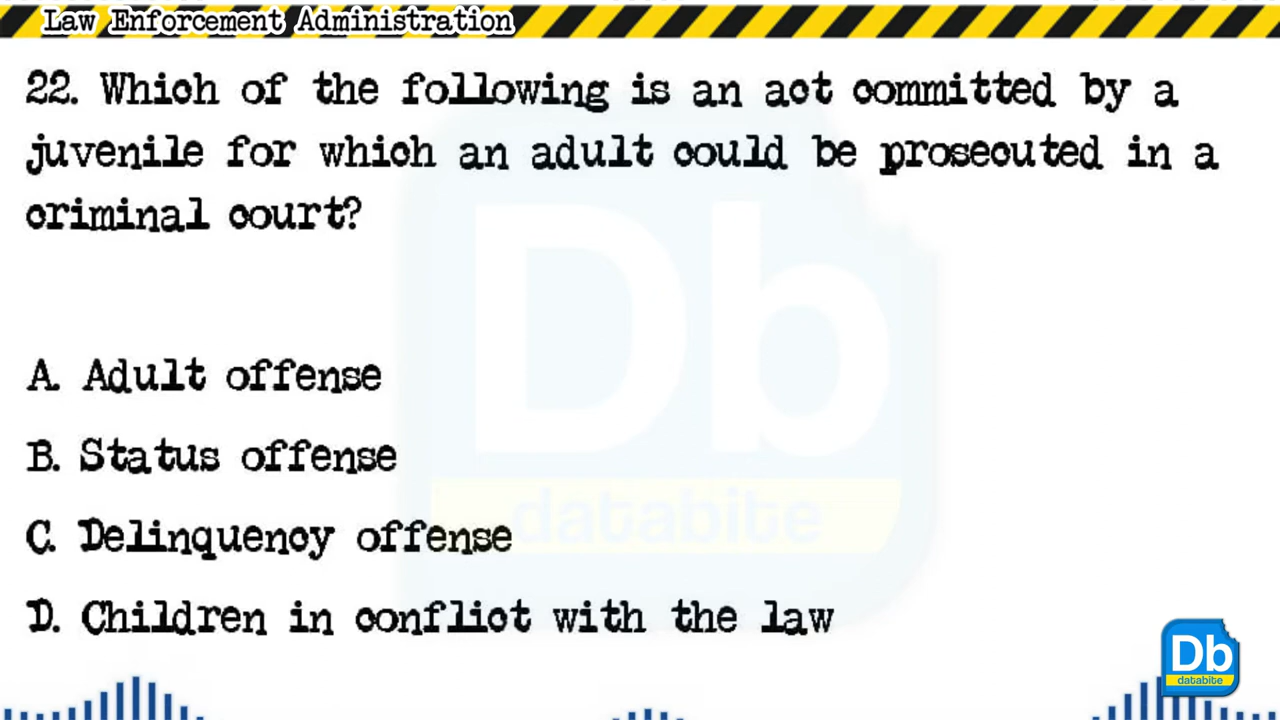 Law Enforcement Administration
22. Which of the following is an act committed by a
juvenile for which an adult could be prosecuted in a
criminal court?
A. Adult offense
B. Status offense
C. Delinquency offense
D. Children in conflict with the law
Db
databite
Db
databite